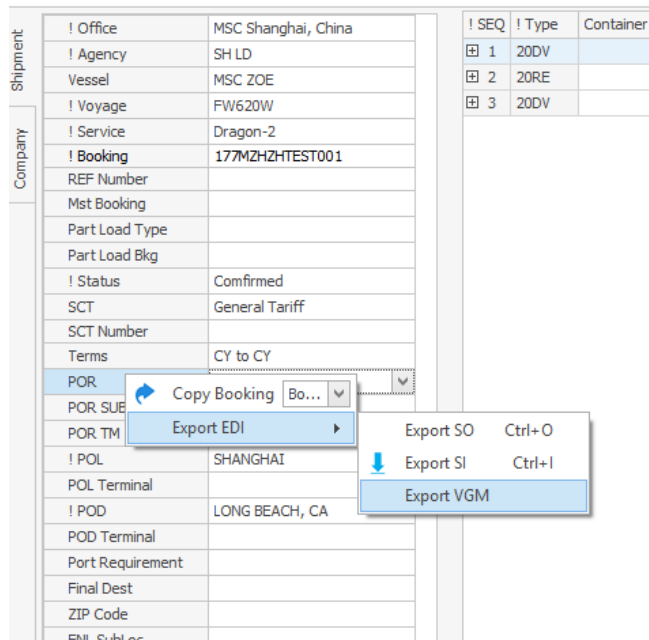 Shipment
Company
! Office MSC Shanghai, China
! Agency SH LD
Vessel MSC ZOE
! Voyage FW620W
! Service Dragon-2
! Booking 177MZHZHTEST001
REF Number
Mst Booking
Part Load Type
Part Load Bkg
! Status Comfirmed
SCT General Tariff
SCT Number
Terms CY to CY
POR
POR SUB
POR TM
! POL SHANGHAI
POL Terminal
! POD LONG BEACH, CA
POD Terminal
Port Requirement
Final Dest
ZIP Code
Copy Booking Bo...
Export EDI
Export SO Ctrl+O
Export SI Ctrl+I
Export VGM
! SEQ ! Type Container
1 20DV
2 20RE
3 20DV